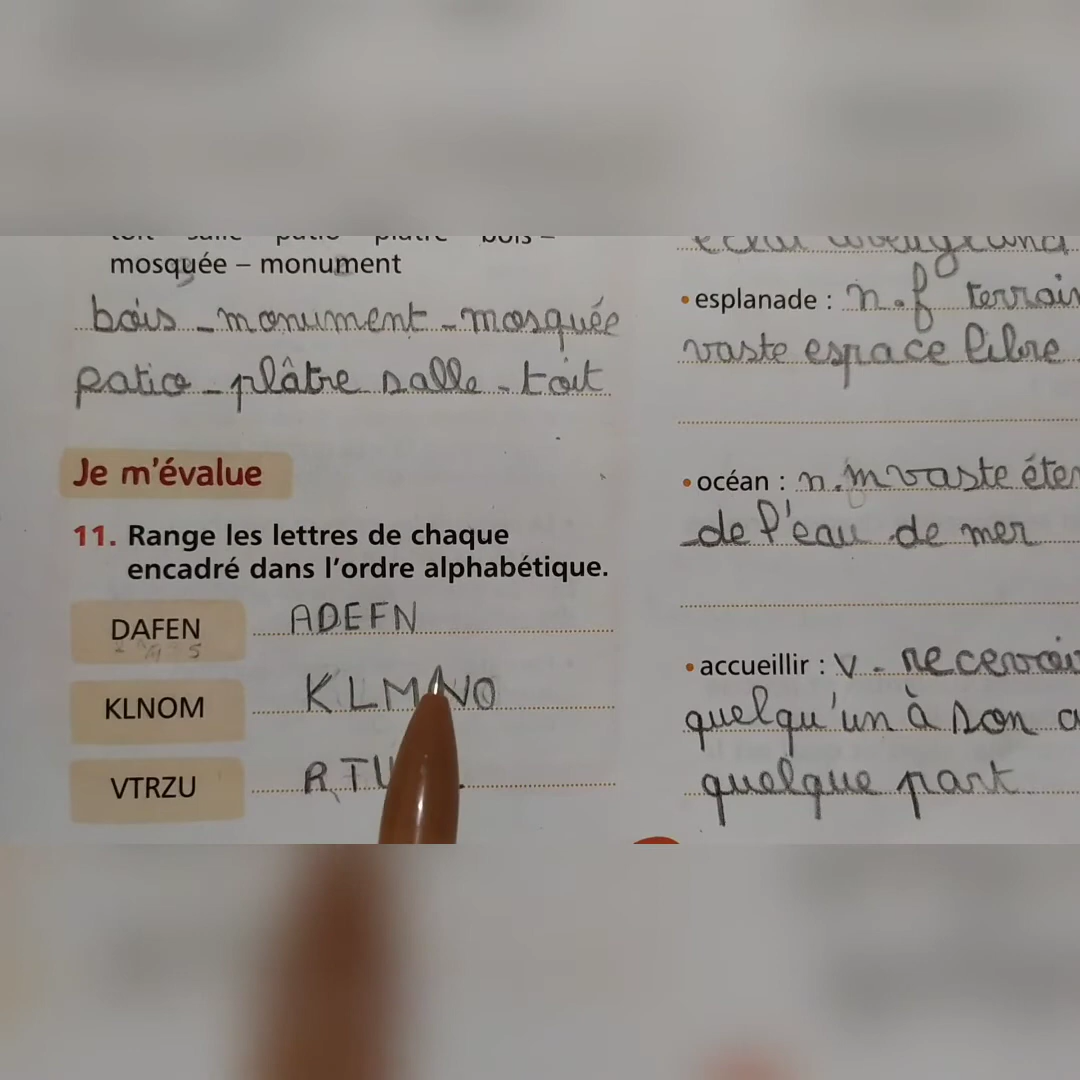 mosquée – monument
bois – monument – mosquée
patio – plâtre salle – toit
Je m'évalue
11. Range les lettres de chaque
encadré dans l'ordre alphabétique.
DAFEN ADEFN
KLNOM KLMNO
VTRZU RTU
• esplanade : n.f terrain
vaste espace libre
• océan : n.m vaste éten
de l'eau de mer
• accueillir : v - recevoir
quelqu'un à son a
quelque part